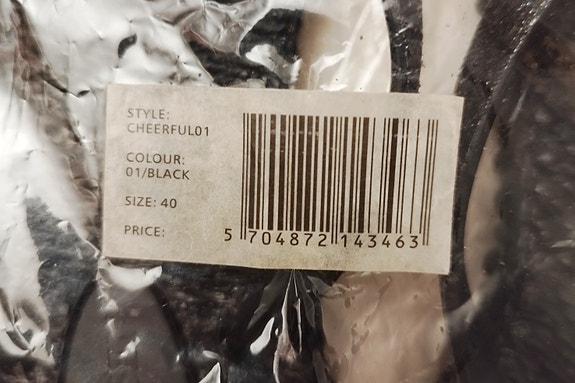 STYLE:
CHEERFUL01
COLOUR:
01/BLACK
SIZE: 40
PRICE:
5 704872 143463